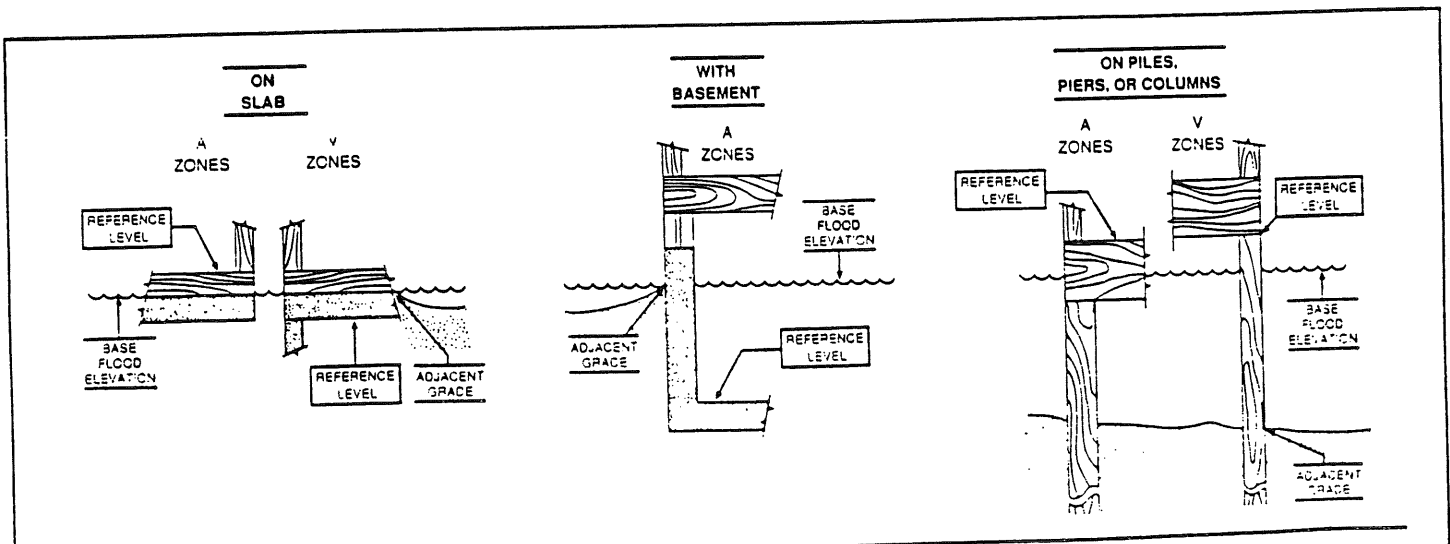 ON
SLAB
A
ZONES
V
ZONES
REFERENCE
LEVEL
BASE
FLOOD
ELEVATION
REFERENCE
LEVEL
ADJACENT
GRADE
WITH
BASEMENT
A
ZONES
BASE
FLOOD
ELEVATION
ADJACENT
GRADE
REFERENCE
LEVEL
ON PILES,
PIERS, OR COLUMNS
A
ZONES
V
ZONES
REFERENCE
LEVEL
REFERENCE
LEVEL
BASE
FLOOD
ELEVATION
ADJACENT
GRADE